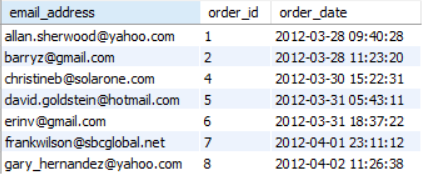 email_address order_id order_date
allan.sherwood@yahoo.com 1 2012-03-28 09:40:28
barryz@gmail.com 2 2012-03-28 11:23:20
christineb@solarone.com 4 2012-03-30 15:22:31
david.goldstein@hotmail.com 5 2012-03-31 05:43:11
erinv@gmail.com 6 2012-03-31 18:37:22
frankwilson@sbcglobal.net 7 2012-04-01 23:11:12
gary_hernandez@yahoo.com 8 2012-04-02 11:26:38